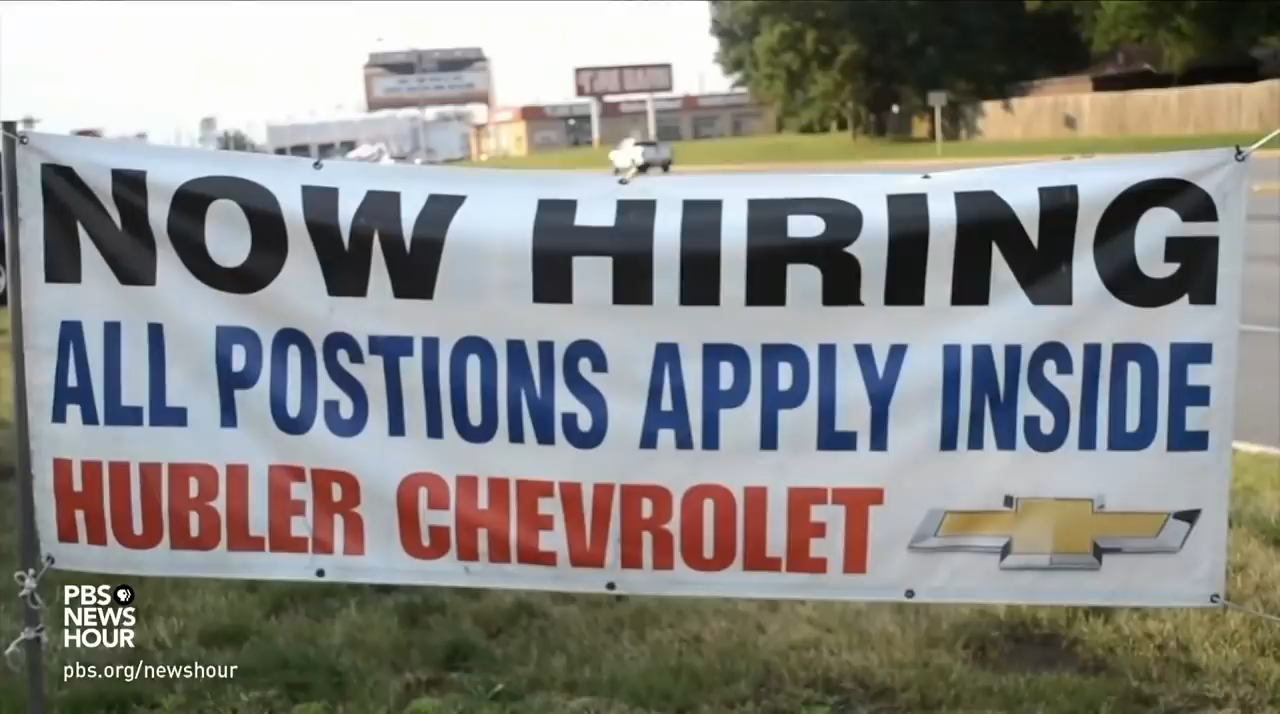 NOW HIRING
ALL POSTIONS APPLY INSIDE
HUBLER CHEVROLET
PBS
NEWS
HOUR
pbs.org/newshour